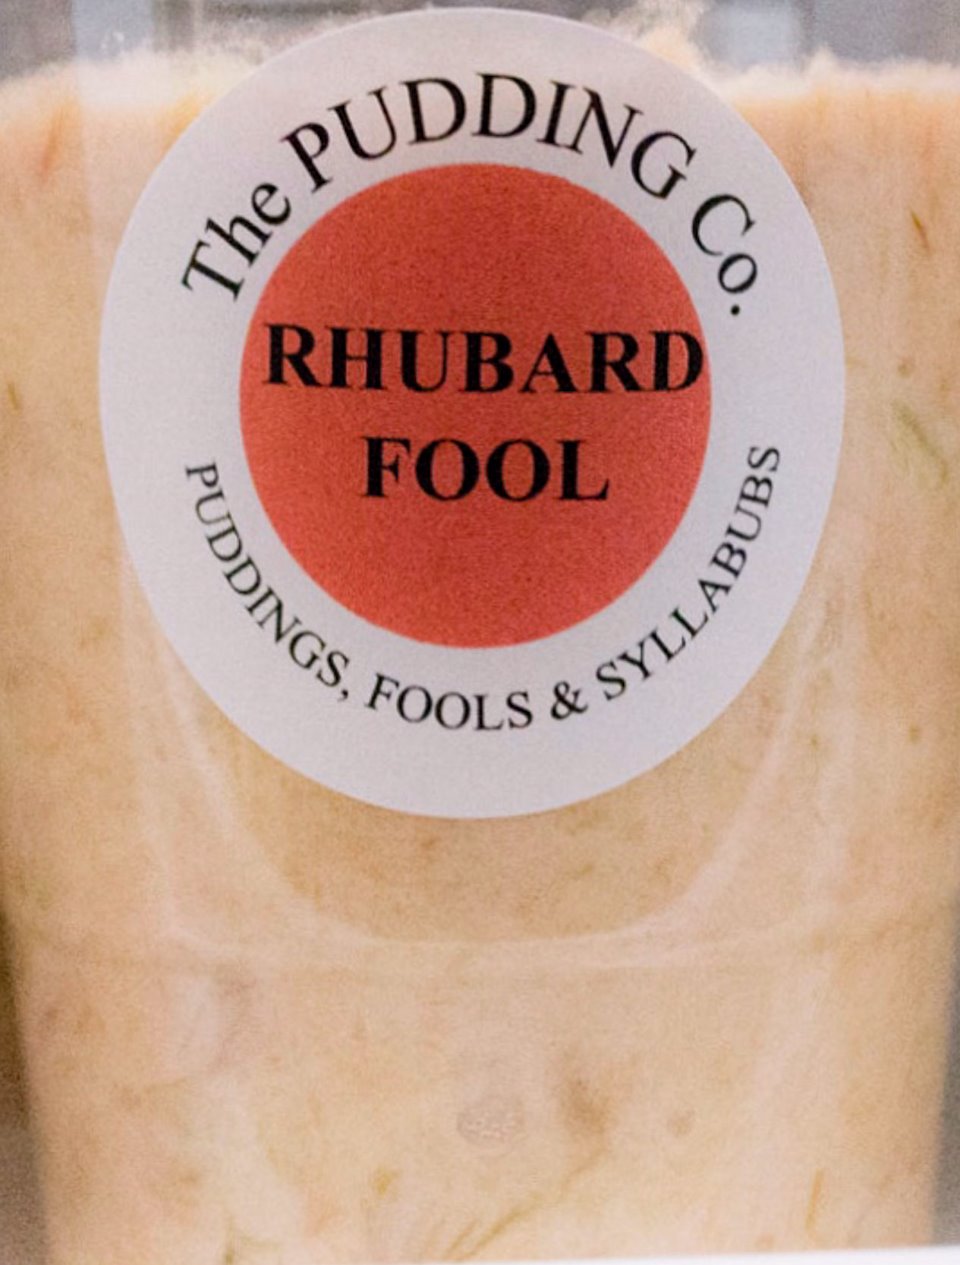 The PUDDING Co.
RHUBARD
FOOL
PUDDINGS, FOOLS & SYLLABUBS